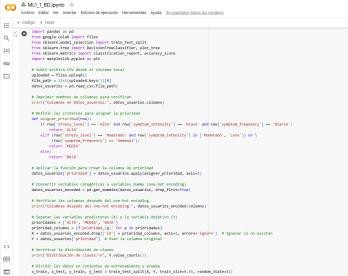 ML1_1_BD.ipynb
Archivo Editar Ver Insertar Entorno de ejecución Herramientas Ayuda
+ Código + Texto
import pandas as pd
from google.colab import files
from sklearn.model_selection import train_test_split
from sklearn.tree import DecisionTreeClassifier, plot_tree
from sklearn.metrics import classification_report, accuracy_score
import matplotlib.pyplot as plt
# Subir archivo CSV desde el sistema local
uploaded = files.upload()
file_path = list(uploaded.keys())[0]
datos_usuarios = pd.read_csv(file_path)
# Imprimir nombres de columnas para verificar
print("Columnas en datos_usuarios:", datos_usuarios.columns)
# Definir los criterios para asignar la prioridad
def asignar_prioridad(row):
if row['stress_level'] == 'Alto' and row['symptom_intensity'] == 'Grave' and row['symptom_frequency'] == 'Diario':
return 'ALTA'
elif (row['stress_level'] == 'Moderado' and row['symptom_intensity'] in ['Moderado', 'Leve']) or \
(row['symptom_frequency'] == 'Semanal'):
return 'MEDIA'
else:
return 'BAJA'
# Aplicar la función para crear la columna de prioridad
datos_usuarios['prioridad'] = datos_usuarios.apply(asignar_prioridad, axis=1)
# Convertir variables categóricas a variables dummy (one-hot encoding)
datos_usuarios_encoded = pd.get_dummies(datos_usuarios, drop_first=True)
# Verificar las columnas después del one-hot encoding
print("Columnas después del one-hot encoding:", datos_usuarios_encoded.columns)
# Separar las variables predictoras (X) y la variable objetivo (Y)
prioridades = ['ALTA', 'MEDIA', 'BAJA']
prioridad_columns = [f'prioridad_{p}' for p in prioridades]
X = datos_usuarios_encoded.drop(['id'] + prioridad_columns, axis=1, errors='ignore') # Ignorar si no existen
Y = datos_usuarios['prioridad'] # Usar la columna original
# Verificar la distribución de clases
print("Distribución de clases:\n", Y.value_counts())
# Dividir los datos en conjuntos de entrenamiento y prueba
X_train, X_test, y_train, y_test = train_test_split(X, Y, test_size=0.33, random_state=42)